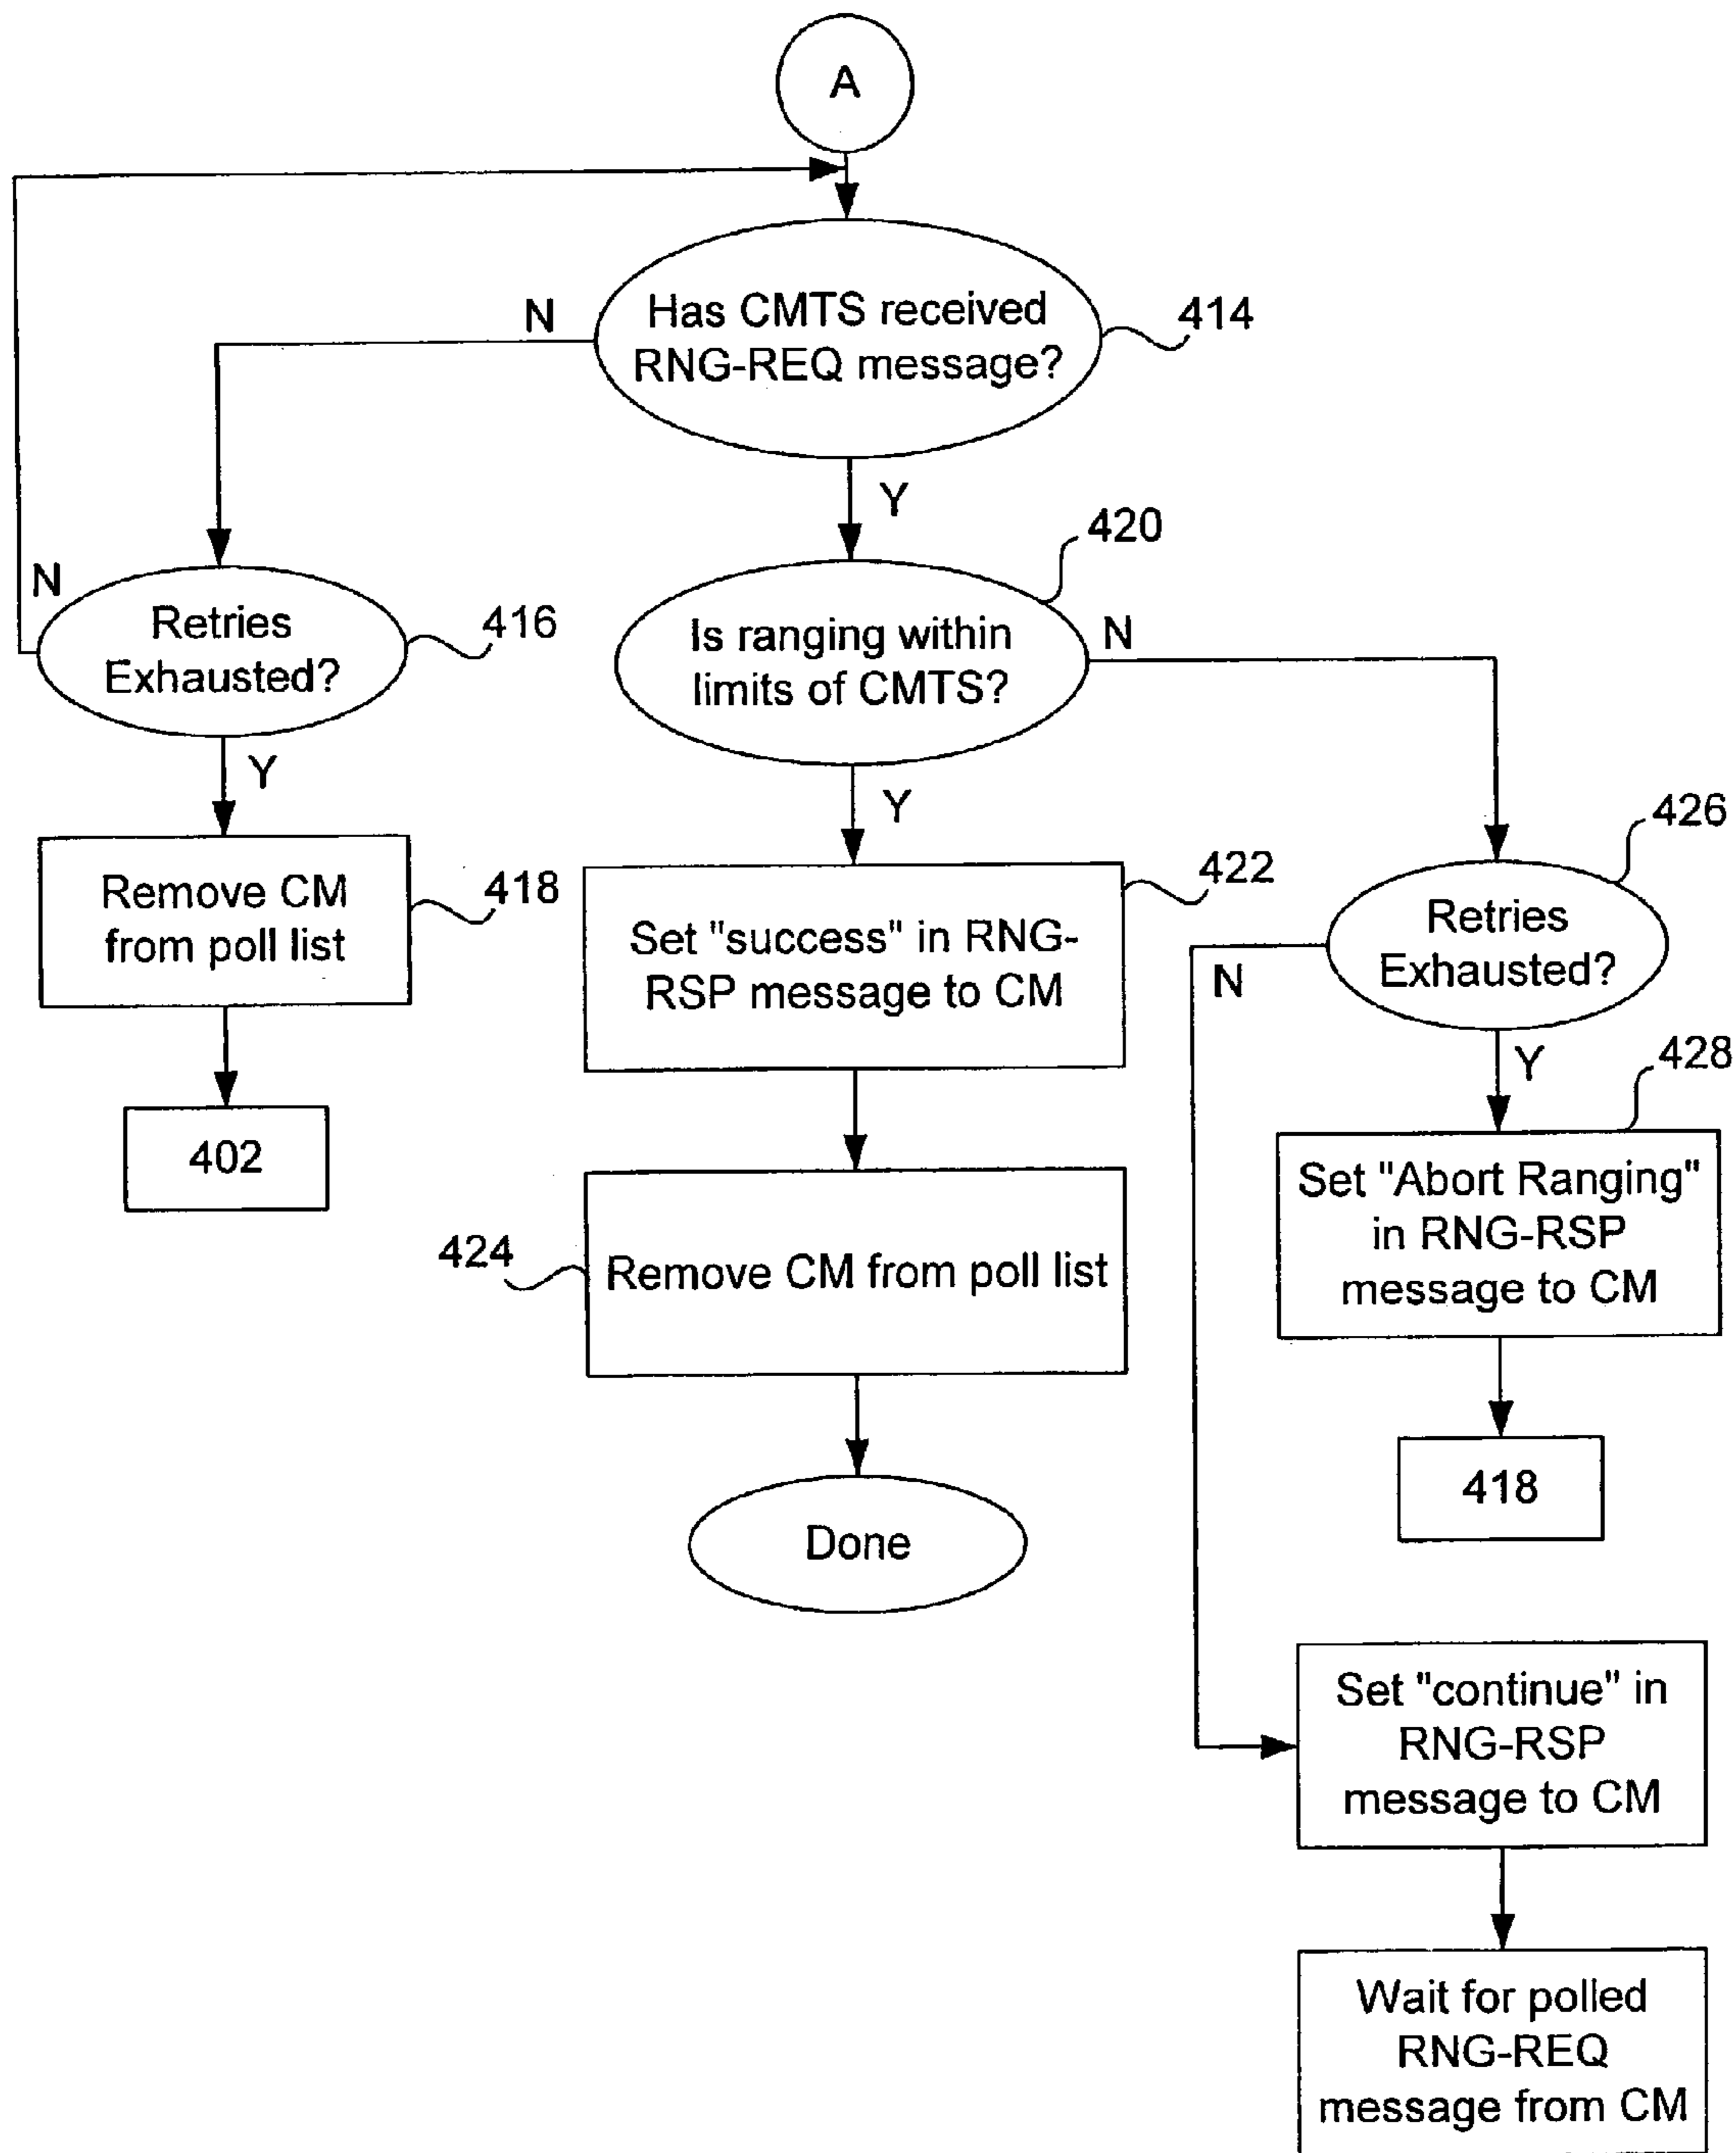 A
Has CMTS received
RNG-REQ message?
414
N
Y
420
N
Retries
Exhausted?
416
Is ranging within
limits of CMTS?
N
Y
Y
426
Remove CM
from poll list
418
Set "success" in RNG-
RSP message to CM
422
Retries
Exhausted?
N
Y
428
402
424
Remove CM from poll list
Set "Abort Ranging"
in RNG-RSP
message to CM
418
Done
Set "continue" in
RNG-RSP
message to CM
Wait for polled
RNG-REQ
message from CM